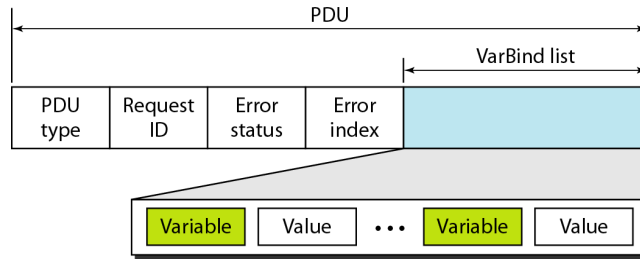 PDU
VarBind list
PDU type
Request ID
Error status
Error index
Variable Value ... Variable Value